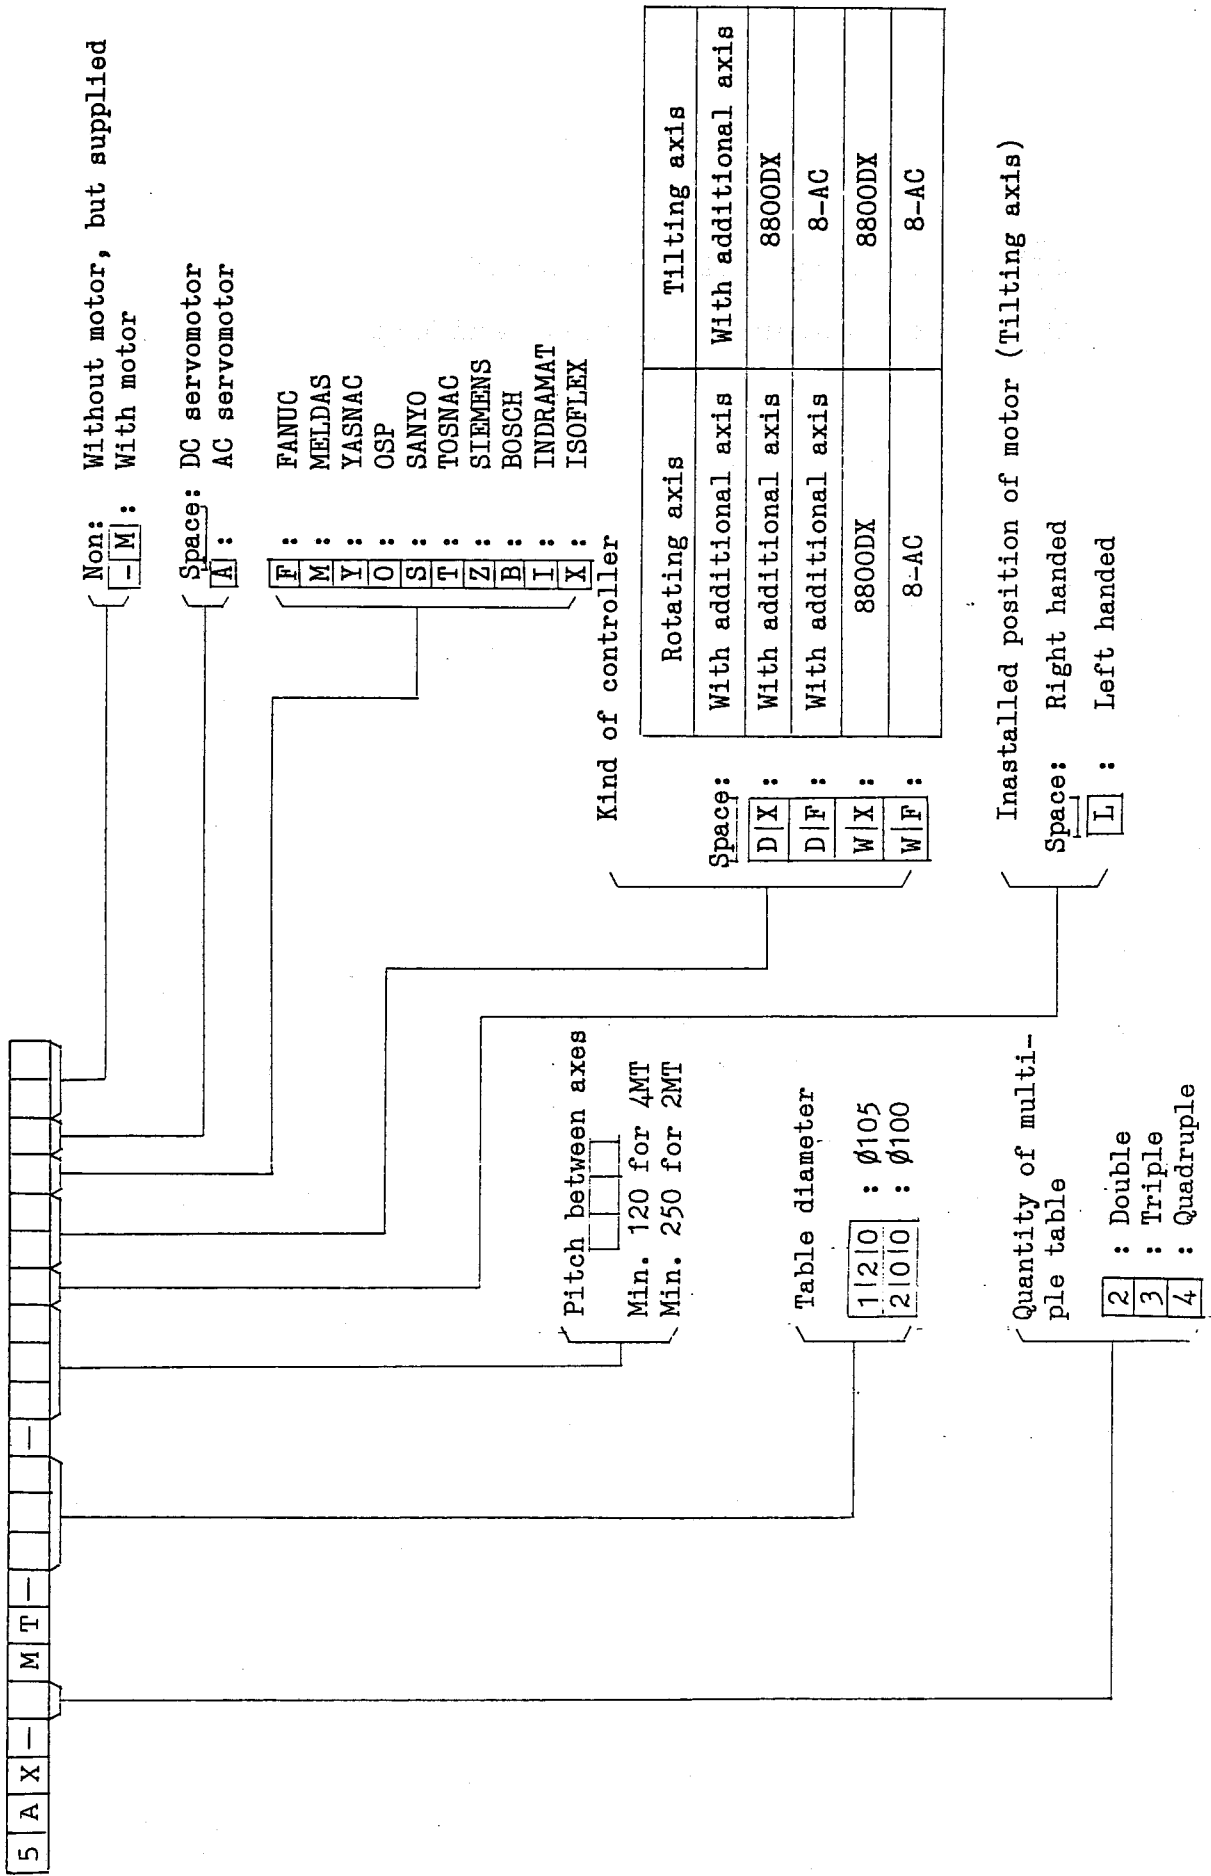 5AX-  MT-    -
Non: Without motor, but supplied
-M : With motor
Space: DC servomotor
A : AC servomotor
F : FANUC
M : MELDAS
Y : YASNAC
O : OSP
S : SANYO
T : TOSNAC
Z : SIEMENS
B : BOSCH
I : INDRAMAT
X : ISOFLEX
Kind of controller
Rotating axis Tilting axis
Space: With additional axis With additional axis
DX : With additional axis 8800DX
DF : With additional axis 8-AC
WX : 8800DX 8800DX
WF : 8-AC 8-AC
Inastalled position of motor (Tilting axis)
Space: Right handed
L : Left handed
Pitch between axes
Min. 120 for 4MT
Min. 250 for 2MT
Table diameter
120 : Ø105
200 : Ø100
Quantity of multi-
ple table
2 : Double
3 : Triple
4 : Quadruple